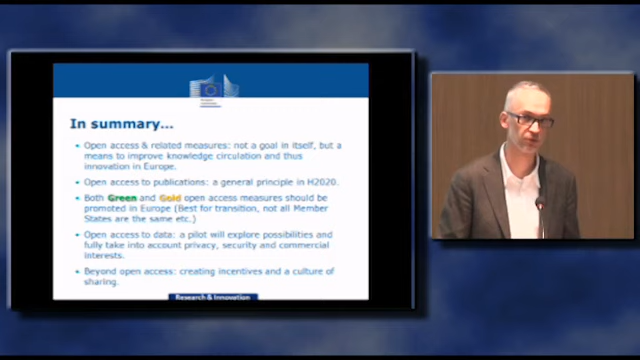 In summary...
Open access & related measures: not a goal in itself, but a
means to improve knowledge circulation and thus
innovation in Europe.
Open access to publications: a general principle in H2020.
Both Green and Gold open access measures should be
promoted in Europe (Best for transition, not all Member
States are the same etc.)
Open access to data: a pilot will explore possibilities and
fully take into account privacy, security and commercial
interests.
Beyond open access: creating incentives and a culture of
sharing.
Research & Innovation